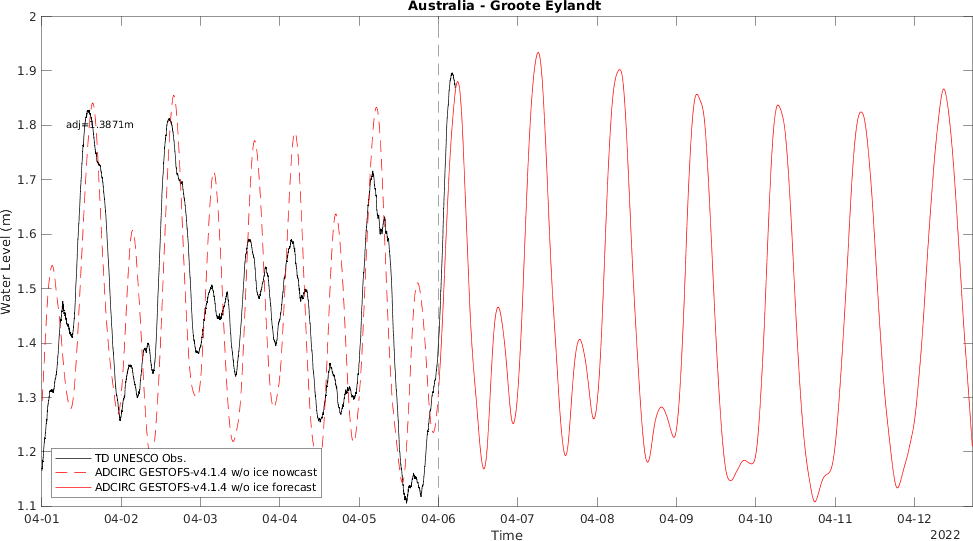 Australia - Groote Eylandt
2
1.9
1.8
1.7
1.6
1.5
1.4
1.3
1.2
1.1
Water Level (m)
adj=1.3871m
TD UNESCO Obs.
ADCIRC GESTOFS-v4.1.4 w/o ice nowcast
ADCIRC GESTOFS-v4.1.4 w/o ice forecast
04-01 04-02 04-03 04-04 04-05 04-06 04-07 04-08 04-09 04-10 04-11 04-12
Time
2022